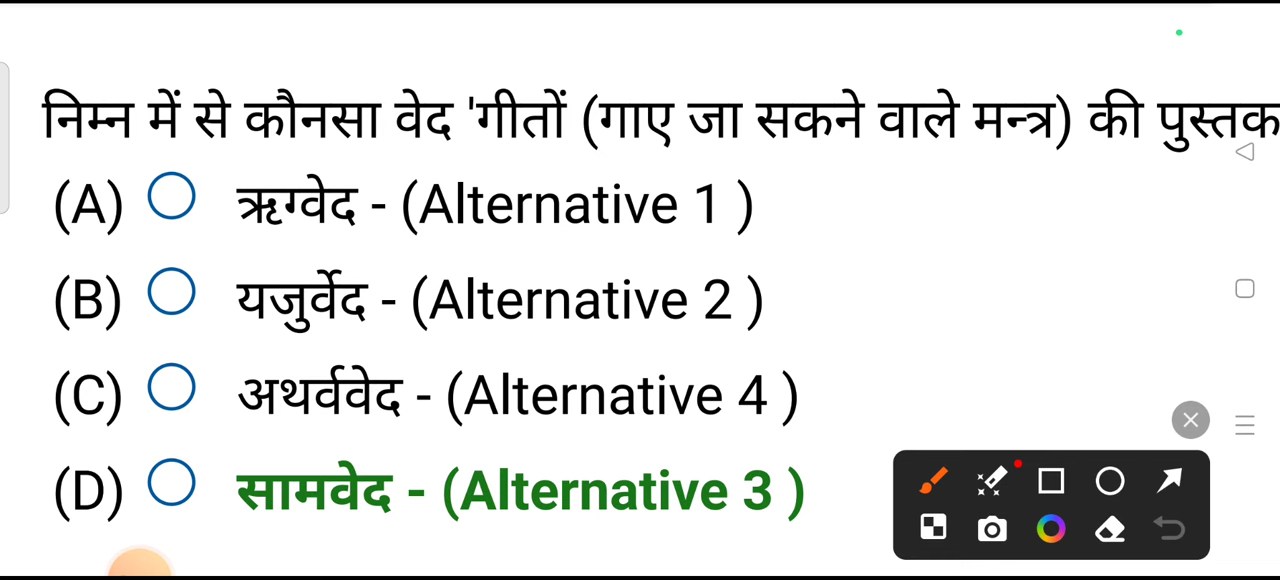 निम्न में से कौनसा वेद 'गीतों (गाए जा सकने वाले मन्त्र) की पुस्तक
(A) ऋग्वेद - (Alternative 1 )
(B) यजुर्वेद - (Alternative 2 )
(C) अथर्ववेद - (Alternative 4 )
(D) सामवेद - (Alternative 3 )